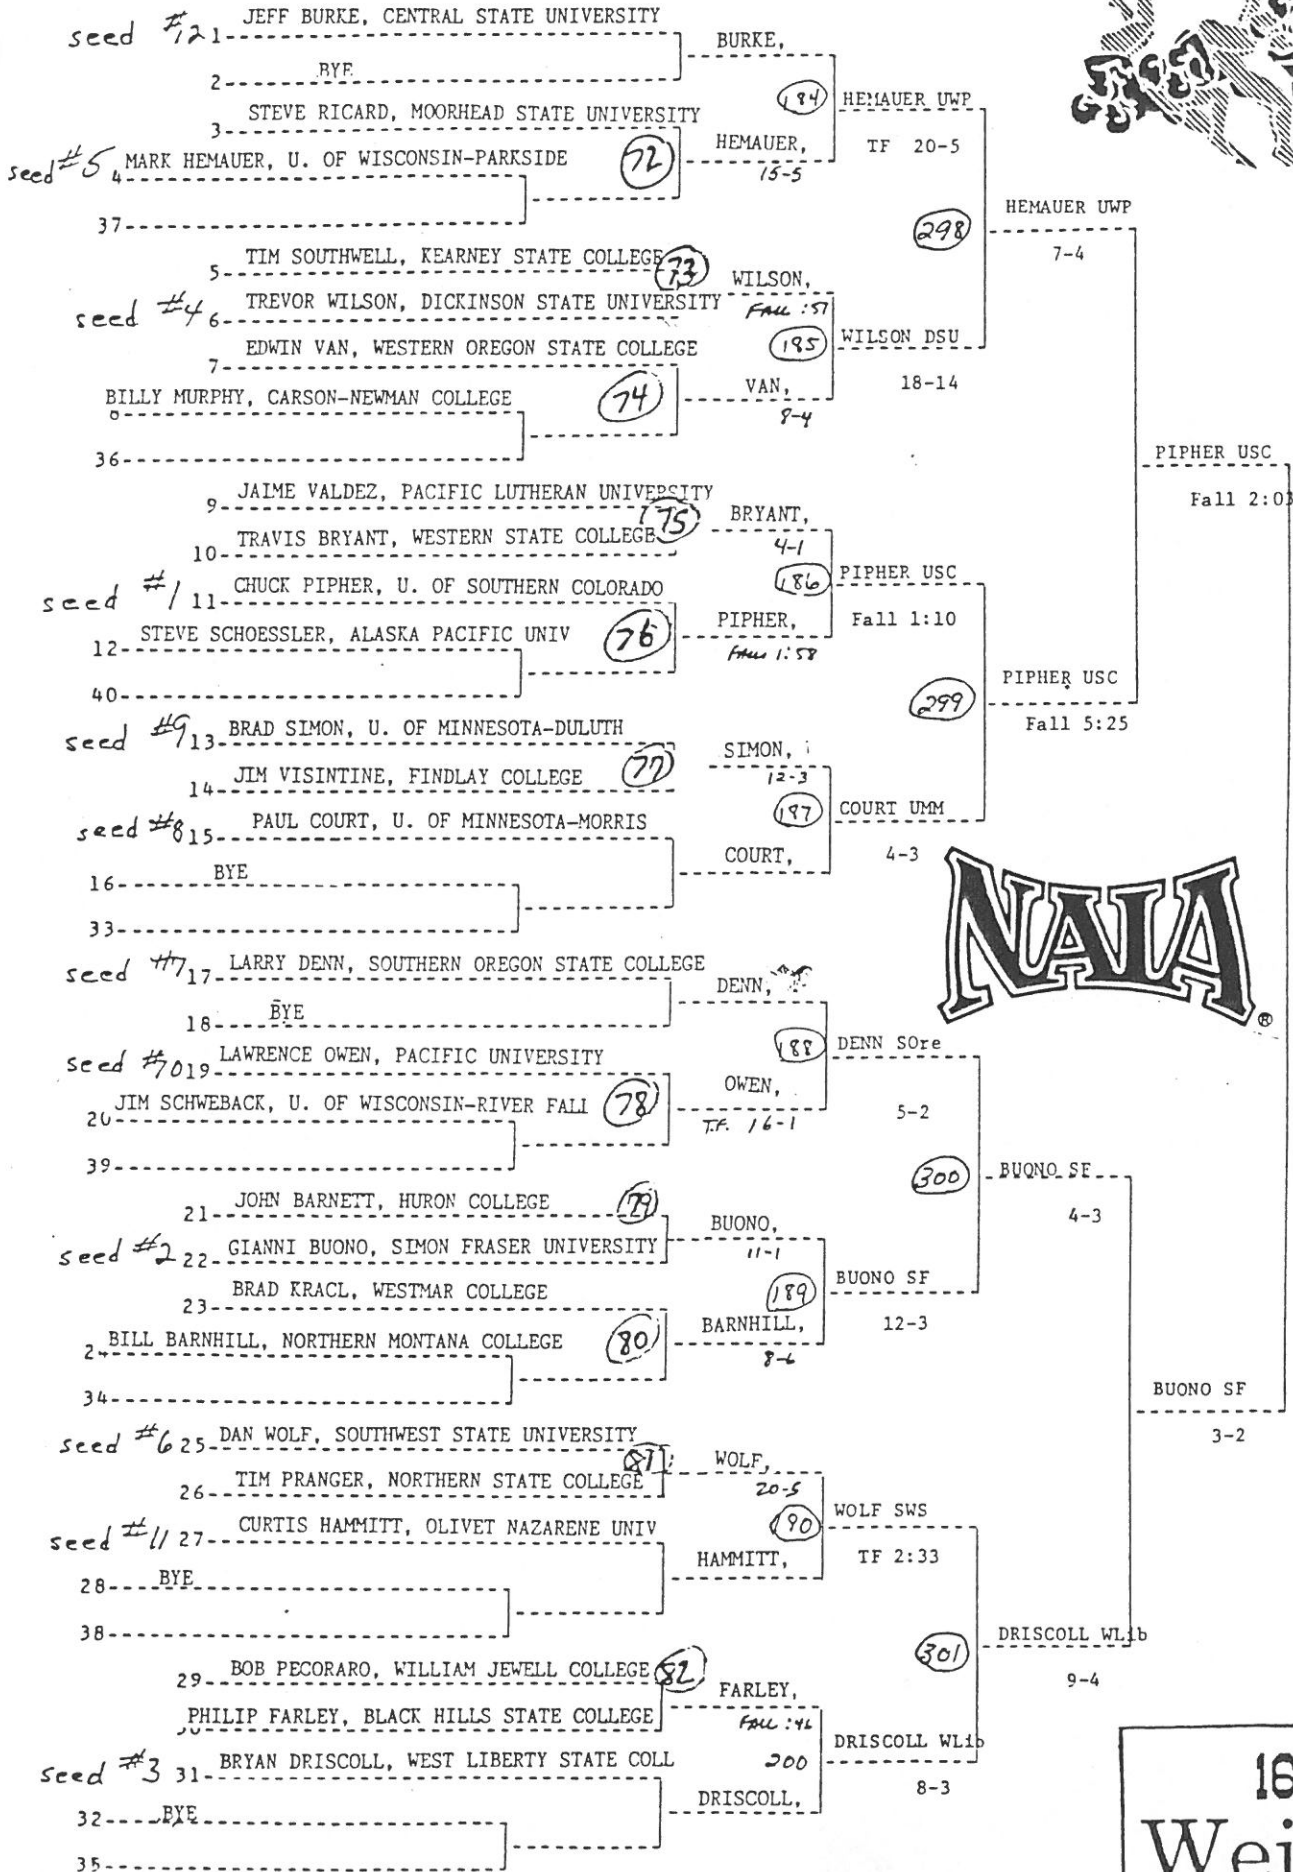 JEFF BURKE, CENTRAL STATE UNIVERSITY
seed #12 1
BURKE,
2 BYE
184 HEMAUER UWP
STEVE RICARD, MOORHEAD STATE UNIVERSITY
3
TF 20-5
seed #5 4 MARK HEMAUER, U. OF WISCONSIN-PARKSIDE 72 HEMAUER,
15-5
37
HEMAUER UWP
298
7-4
5 TIM SOUTHWELL, KEARNEY STATE COLLEGE 73
WILSON,
seed #4 6 TREVOR WILSON, DICKINSON STATE UNIVERSITY
FALL :57
185 WILSON DSU
7 EDWIN VAN, WESTERN OREGON STATE COLLEGE
18-14
BILLY MURPHY, CARSON-NEWMAN COLLEGE 74 VAN,
8-4
36
PIPHER USC
Fall 2:03
9 JAIME VALDEZ, PACIFIC LUTHERAN UNIVERSITY
75 BRYANT,
4-1
10 TRAVIS BRYANT, WESTERN STATE COLLEGE
186 PIPHER USC
seed #1 11 CHUCK PIPHER, U. OF SOUTHERN COLORADO
Fall 1:10
12 STEVE SCHOESSLER, ALASKA PACIFIC UNIV 76 PIPHER,
FALL 1:58
40
PIPHER USC
299
Fall 5:25
seed #9 13 BRAD SIMON, U. OF MINNESOTA-DULUTH
SIMON,
12-3
14 JIM VISINTINE, FINDLAY COLLEGE 77
187 COURT UMM
seed #8 15 PAUL COURT, U. OF MINNESOTA-MORRIS
4-3
COURT,
16 BYE
33
NAIA ®
seed #7 17 LARRY DENN, SOUTHERN OREGON STATE COLLEGE
DENN,
18 BYE
188 DENN SOre
seed #10 19 LAWRENCE OWEN, PACIFIC UNIVERSITY
5-2
20 JIM SCHWEBACK, U. OF WISCONSIN-RIVER FALL 78 OWEN,
T.F. 16-1
39
300 BUONO SF
4-3
21 JOHN BARNETT, HURON COLLEGE 79
BUONO,
11-1
seed #2 22 GIANNI BUONO, SIMON FRASER UNIVERSITY
189 BUONO SF
23 BRAD KRACL, WESTMAR COLLEGE
12-3
BILL BARNHILL, NORTHERN MONTANA COLLEGE 80 BARNHILL,
8-6
34
BUONO SF
3-2
seed #6 25 DAN WOLF, SOUTHWEST STATE UNIVERSITY
81 WOLF,
20-5
26 TIM PRANGER, NORTHERN STATE COLLEGE
190 WOLF SWS
seed #11 27 CURTIS HAMMITT, OLIVET NAZARENE UNIV
TF 2:33
HAMMITT,
28 BYE
38
301 DRISCOLL WLib
9-4
29 BOB PECORARO, WILLIAM JEWELL COLLEGE 82
FARLEY,
FALL :46
PHILIP FARLEY, BLACK HILLS STATE COLLEGE
200 DRISCOLL WLib
seed #3 31 BRYAN DRISCOLL, WEST LIBERTY STATE COLL
8-3
DRISCOLL,
32 BYE
35
16
Wei